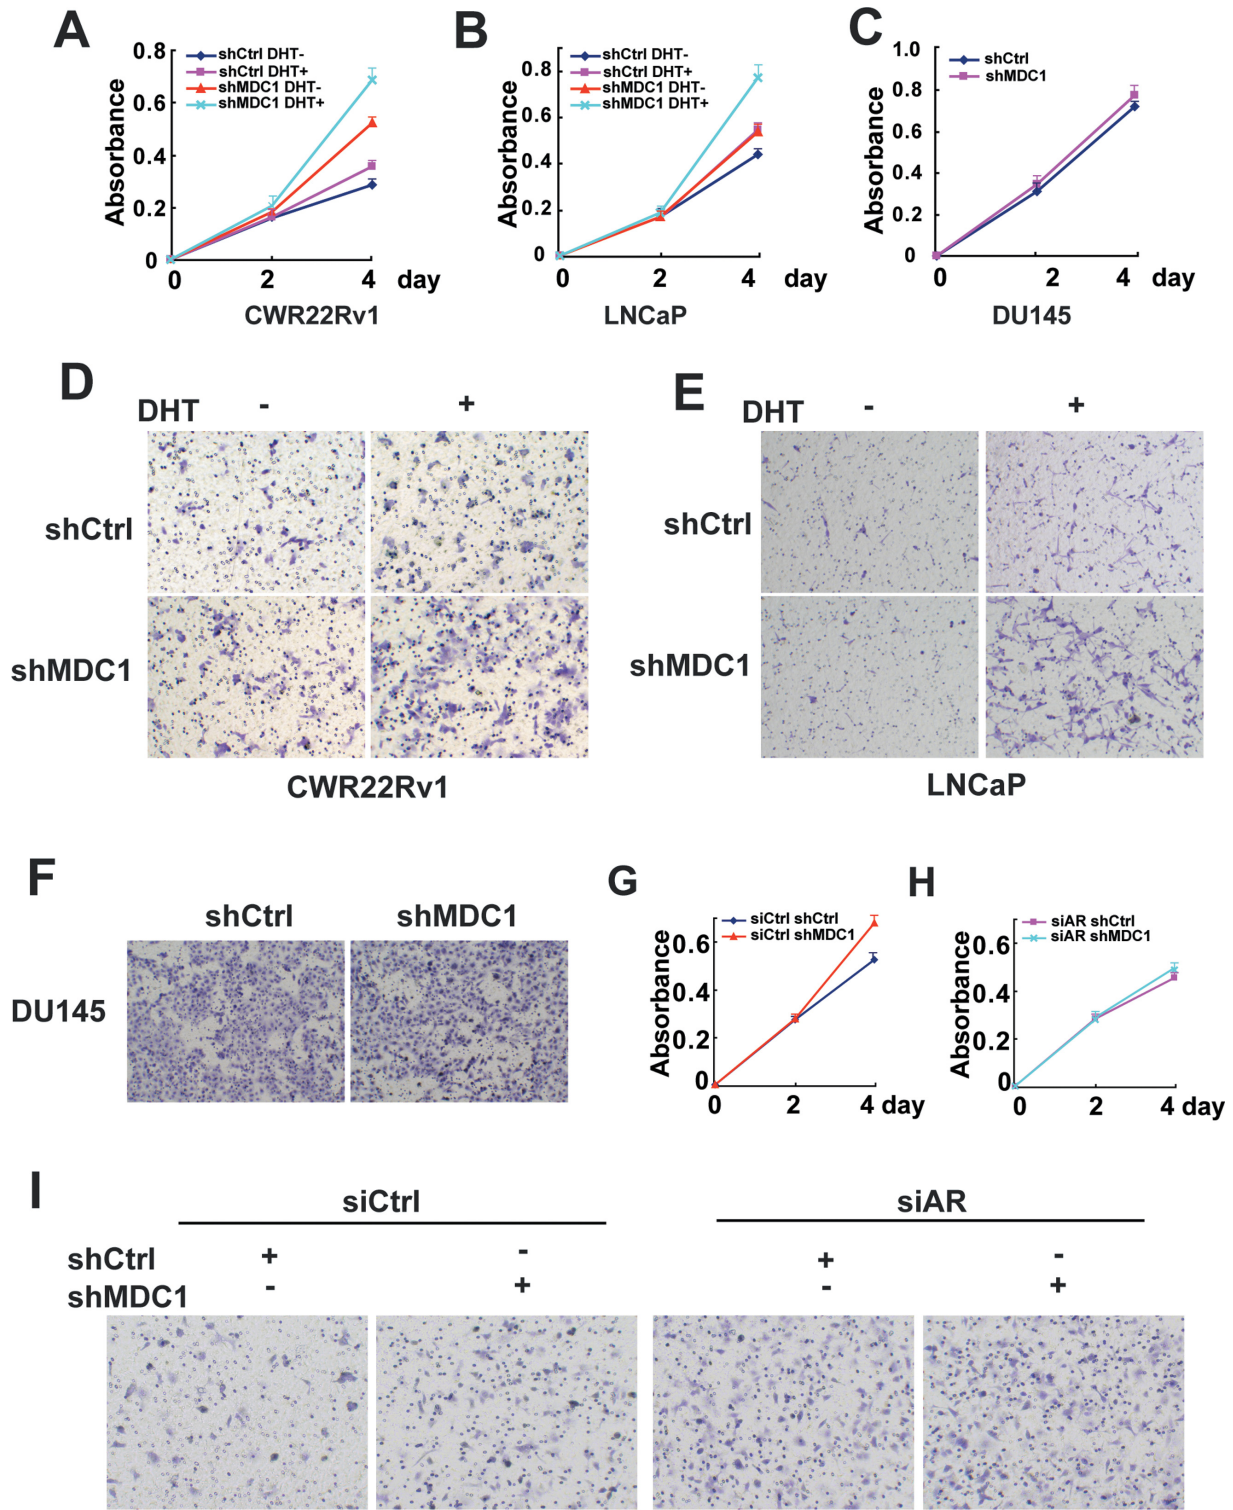 A
0.8
0.6
0.4
0.2
0
Absorbance
shCtrl DHT-
shCtrl DHT+
shMDC1 DHT-
shMDC1 DHT+
0 2 4 day
CWR22Rv1
B
0.8
0.6
0.4
0.2
0
Absorbance
shCtrl DHT-
shCtrl DHT+
shMDC1 DHT-
shMDC1 DHT+
0 2 4 day
LNCaP
C
1.0
0.8
0.6
0.4
0.2
0
Absorbance
shCtrl
shMDC1
0 2 4 day
DU145
D
DHT - +
shCtrl
shMDC1
CWR22Rv1
E
DHT - +
shCtrl
shMDC1
LNCaP
F
shCtrl shMDC1
DU145
G
0.6
0.4
0.2
0
Absorbance
siCtrl shCtrl
siCtrl shMDC1
0 2 4 day
H
0.6
0.4
0.2
0
Absorbance
siAR shCtrl
siAR shMDC1
0 2 4 day
I
siCtrl siAR
shCtrl + - + -
shMDC1 - + - +